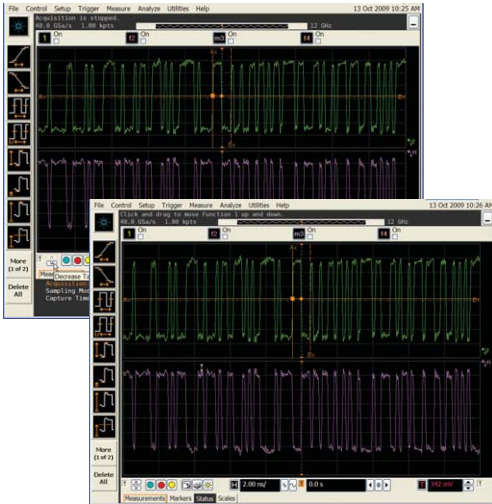 File Control Setup Trigger Measure Analyze Utilities Help 13 Oct 2009 10:25 AM
Acquisition is stopped.
40.0 GSa/s 1.00 kpts 12 GHz
1 On f2 On m3 On f4 On
More
(1 of 2)
Delete
All
Decrease
Acquisition
Sampling
Capture Time
File Control Setup Trigger Measure Analyze Utilities Help 13 Oct 2009 10:26 AM
Click and drag to move Function 1 up and down.
40.0 GSa/s 1.00 kpts 12 GHz
1 On f2 On m3 On f4 On
More
(1 of 2)
Delete
All
H 2.00 ns/ 0.0 s 0 T 342 mV
Measurements Markers Status Scales